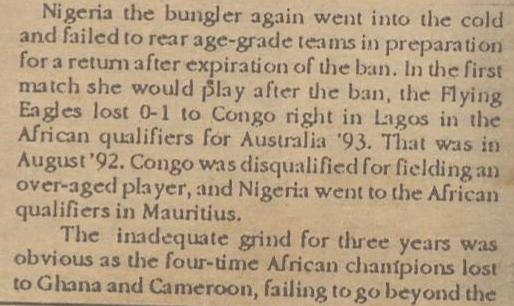 Nigeria the bungler again went into the cold
and failed to rear age-grade teams in preparation
for a return after expiration of the ban. In the first
match she would play after the ban, the Flying
Eagles lost 0-1 to Congo right in Lagos in the
African qualifiers for Australia '93. That was in
August '92. Congo was disqualified for fielding an
over-aged player, and Nigeria went to the African
qualifiers in Mauritius.
The inadequate grind for three years was
obvious as the four-time African champions lost
to Ghana and Cameroon, failing to go beyond the